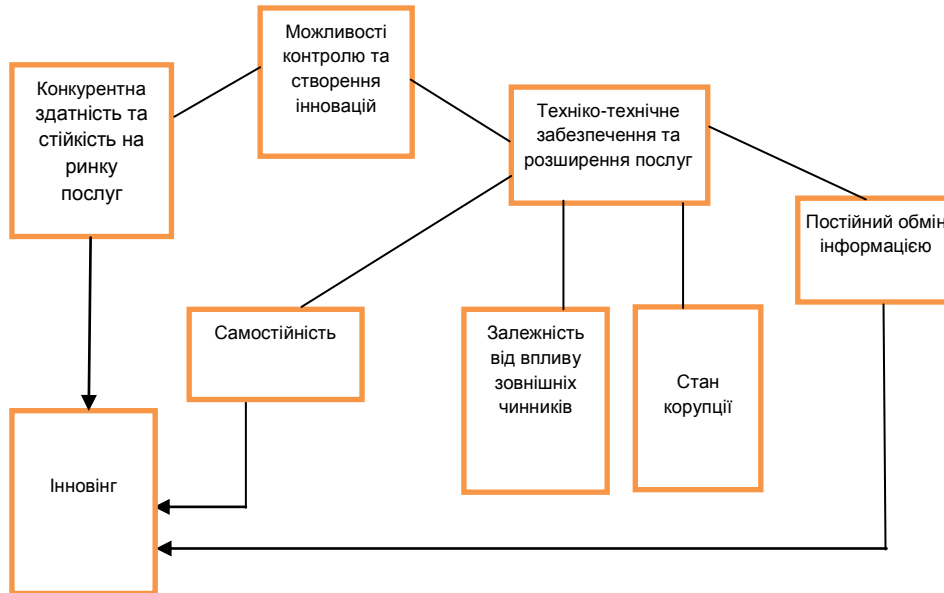 Можливості
контролю та
створення
інновацій
Конкурентна
здатність та
стійкість на
ринку
послуг
Техніко-технічне
забезпечення та
розширення послуг
Постійний обмін
інформацією
Самостійність
Залежність
від впливу
зовнішніх
чинників
Стан
корупції
Інновінг